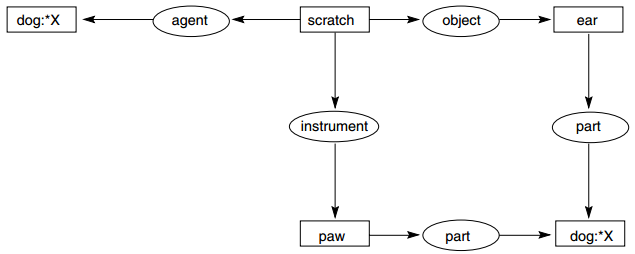 dog:*X
agent
scratch
object
ear
instrument
part
paw
part
dog:*X